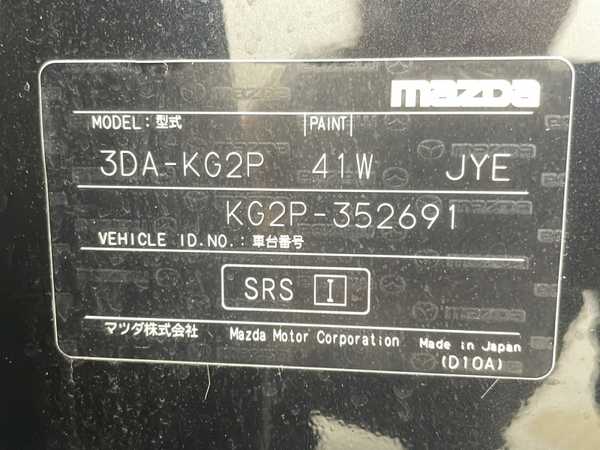 mazda
MODEL:型式 PAINT
3DA-KG2P 41W JYE
KG2P-352691
VEHICLE ID.NO.:車台番号
SRS I
マツダ株式会社 Mazda Motor Corporation Made in Japan
(D10A)